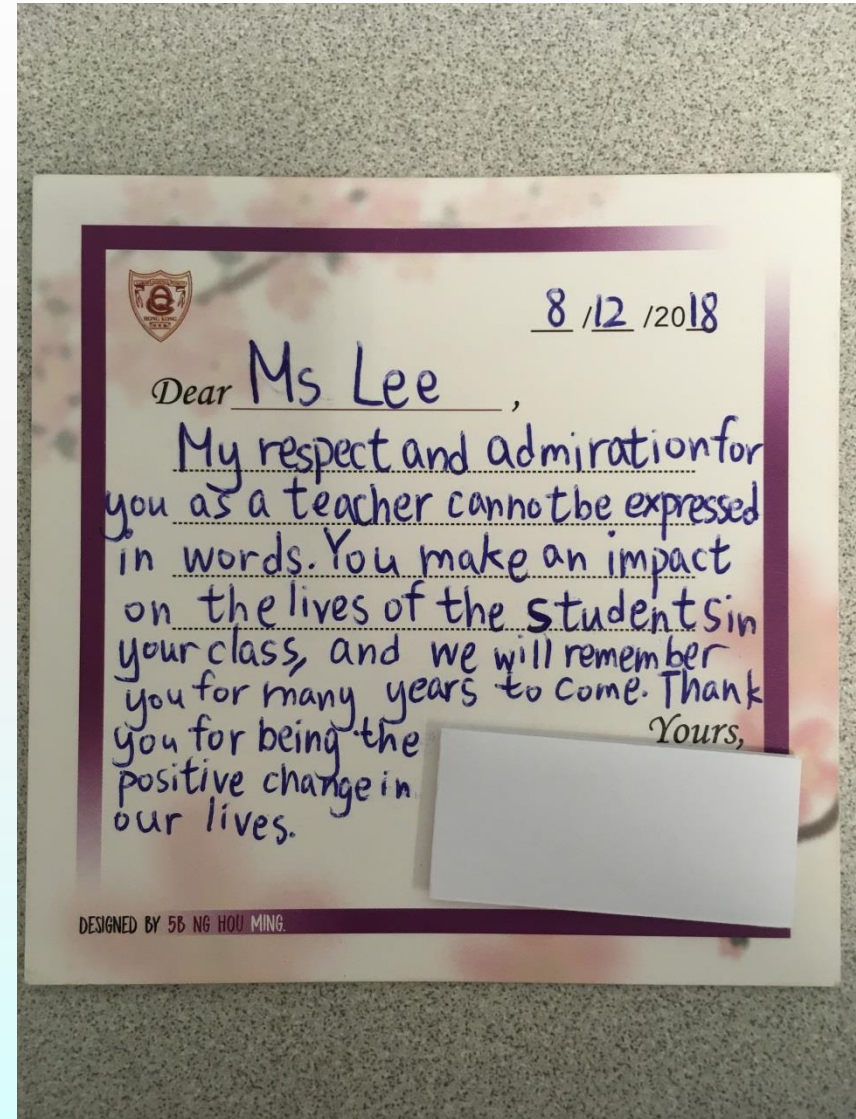 HONG KONG
8 /12 /2018
Dear Ms Lee ,
My respect and admiration for
you as a teacher cannot be expressed
in words. You make an impact
on the lives of the students in
your class, and we will remember
you for many years to come. Thank
you for being the
Yours,
positive change in
our lives.
DESIGNED BY 5B NG HOU MING.